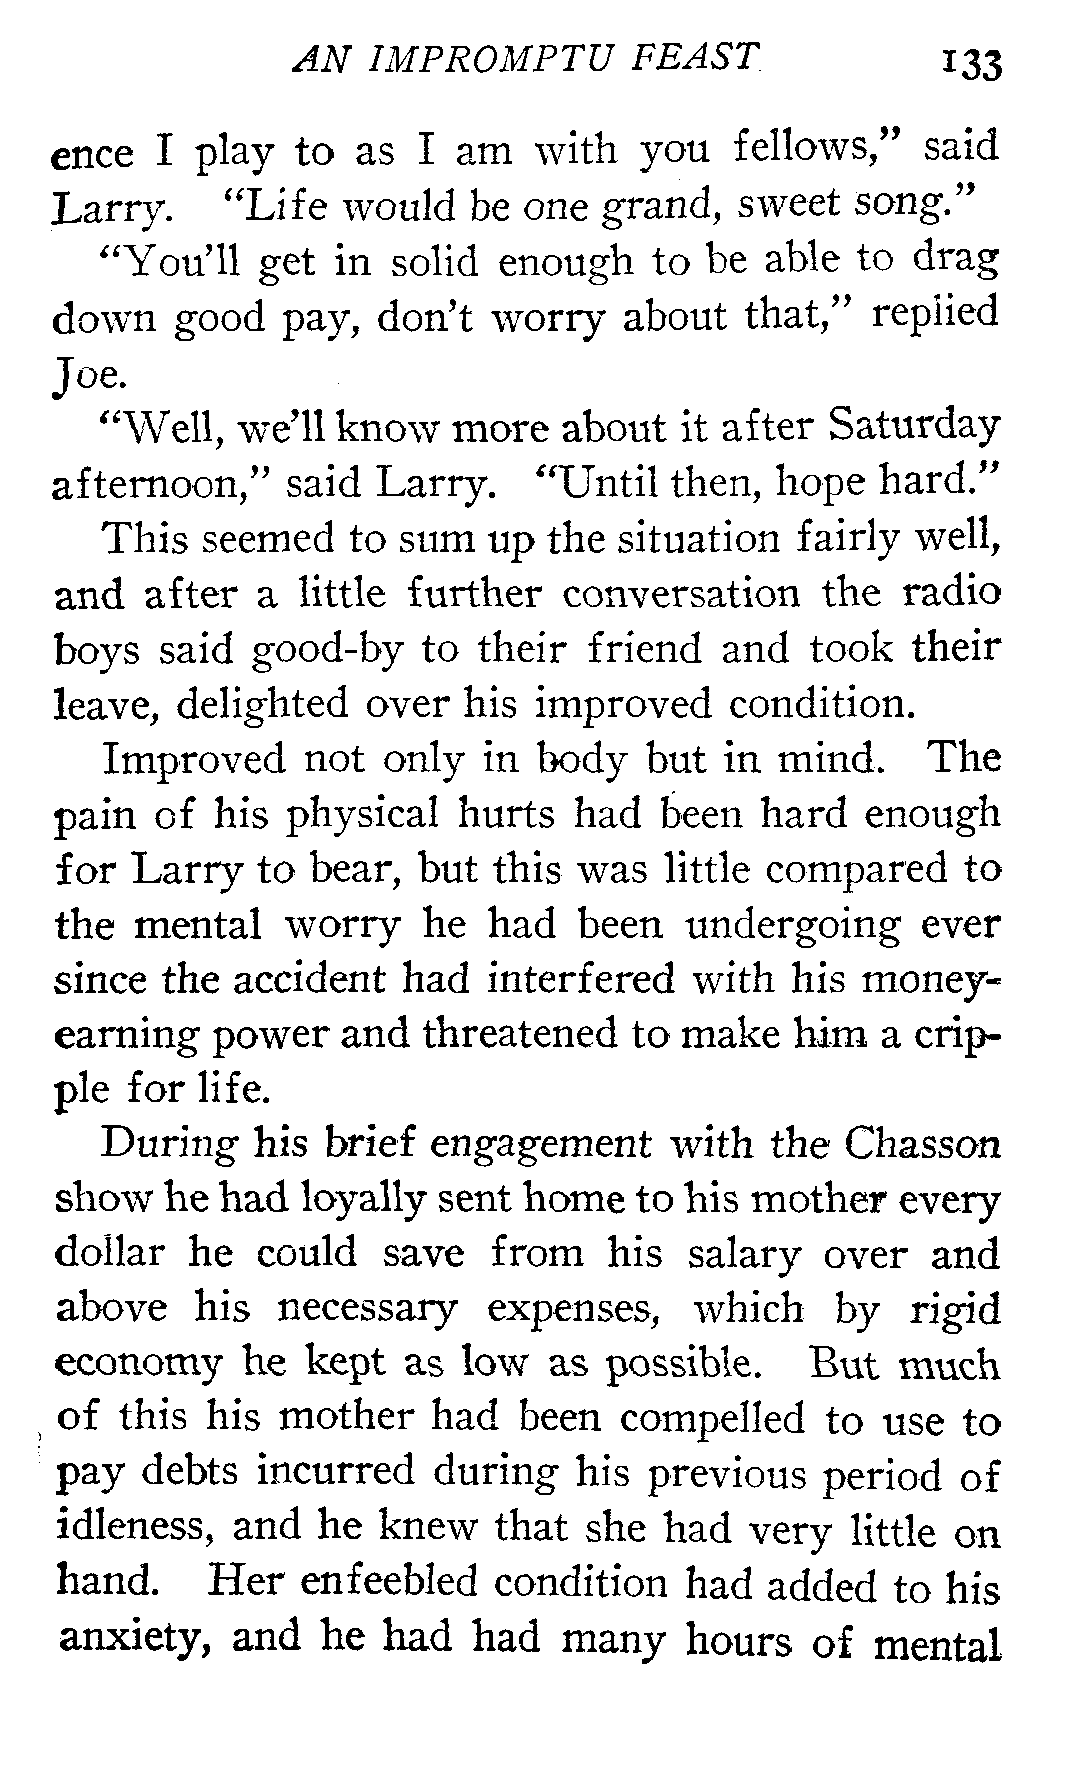 AN IMPROMPTU FEAST 133
ence I play to as I am with you fellows," said
Larry. "Life would be one grand, sweet song."
"You'll get in solid enough to be able to drag
down good pay, don't worry about that," replied
Joe.
"Well, we'll know more about it after Saturday
afternoon," said Larry. "Until then, hope hard."
This seemed to sum up the situation fairly well,
and after a little further conversation the radio
boys said good-by to their friend and took their
leave, delighted over his improved condition.
Improved not only in body but in mind. The
pain of his physical hurts had been hard enough
for Larry to bear, but this was little compared to
the mental worry he had been undergoing ever
since the accident had interfered with his money-
earning power and threatened to make him a crip-
ple for life.
During his brief engagement with the Chasson
show he had loyally sent home to his mother every
dollar he could save from his salary over and
above his necessary expenses, which by rigid
economy he kept as low as possible. But much
of this his mother had been compelled to use to
pay debts incurred during his previous period of
idleness, and he knew that she had very little on
hand. Her enfeebled condition had added to his
anxiety, and he had had many hours of mental